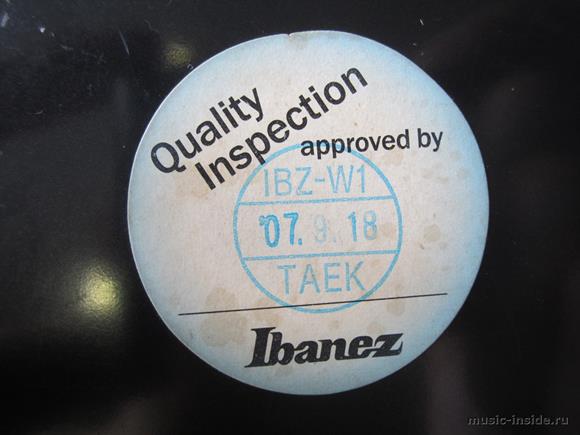 Quality
Inspection
approved by
IBZ-W1
'07. 9. 18
TAEK
Ibanez
music-inside.ru